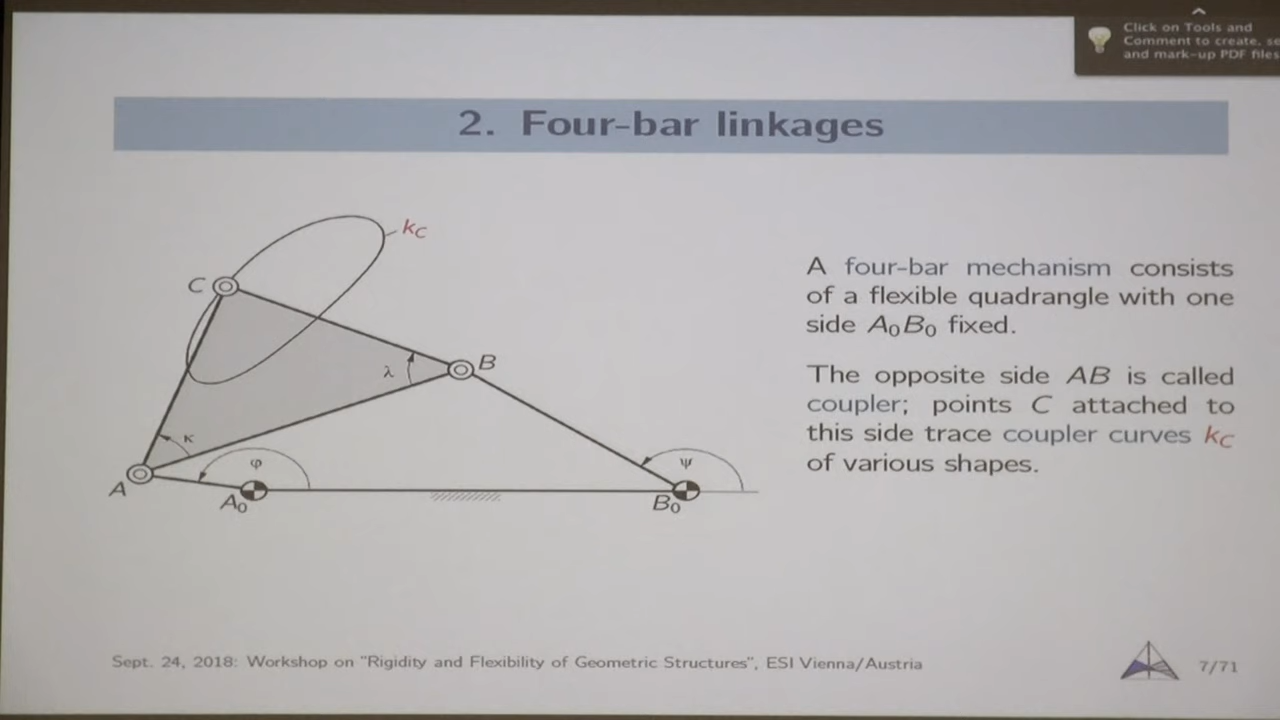 Click on Tools and
Comment to create, se
and mark-up PDF files
2. Four-bar linkages
kC
C
B
λ
κ
φ
ψ
A
A0
B0
A four-bar mechanism consists
of a flexible quadrangle with one
side A0B0 fixed.
The opposite side AB is called
coupler; points C attached to
this side trace coupler curves kC
of various shapes.
Sept. 24, 2018: Workshop on "Rigidity and Flexibility of Geometric Structures", ESI Vienna/Austria
7/71